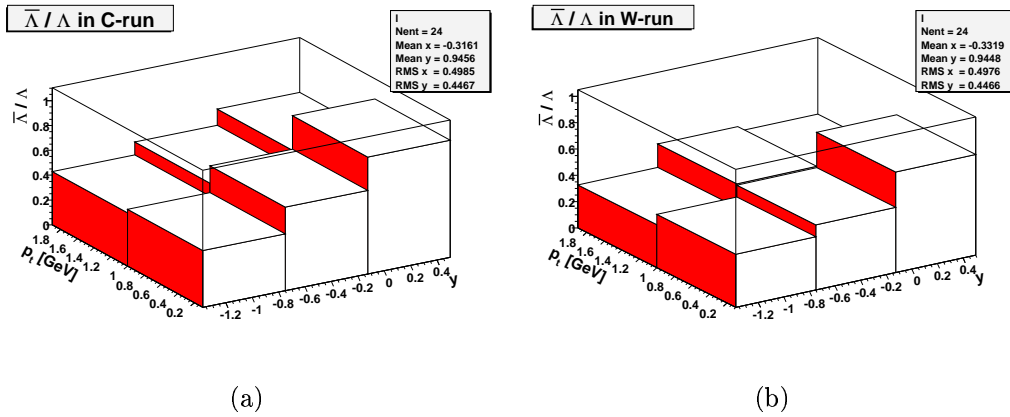 Λ̅ / Λ in C-run
I
Nent = 24
Mean x = -0.3161
Mean y = 0.9456
RMS x = 0.4985
RMS y = 0.4467
Λ̅ / Λ
1
0.8
0.6
0.4
0.2
0
1.8
1.6
1.4
1.2
1
0.8
0.6
0.4
0.2
pt [GeV]
-1.2
-1
-0.8
-0.6
-0.4
-0.2
0
0.2
0.4
y
(a)
Λ̅ / Λ in W-run
I
Nent = 24
Mean x = -0.3319
Mean y = 0.9448
RMS x = 0.4976
RMS y = 0.4466
Λ̅ / Λ
1
0.8
0.6
0.4
0.2
0
1.8
1.6
1.4
1.2
1
0.8
0.6
0.4
0.2
pt [GeV]
-1.2
-1
-0.8
-0.6
-0.4
-0.2
0
0.2
0.4
y
(b)